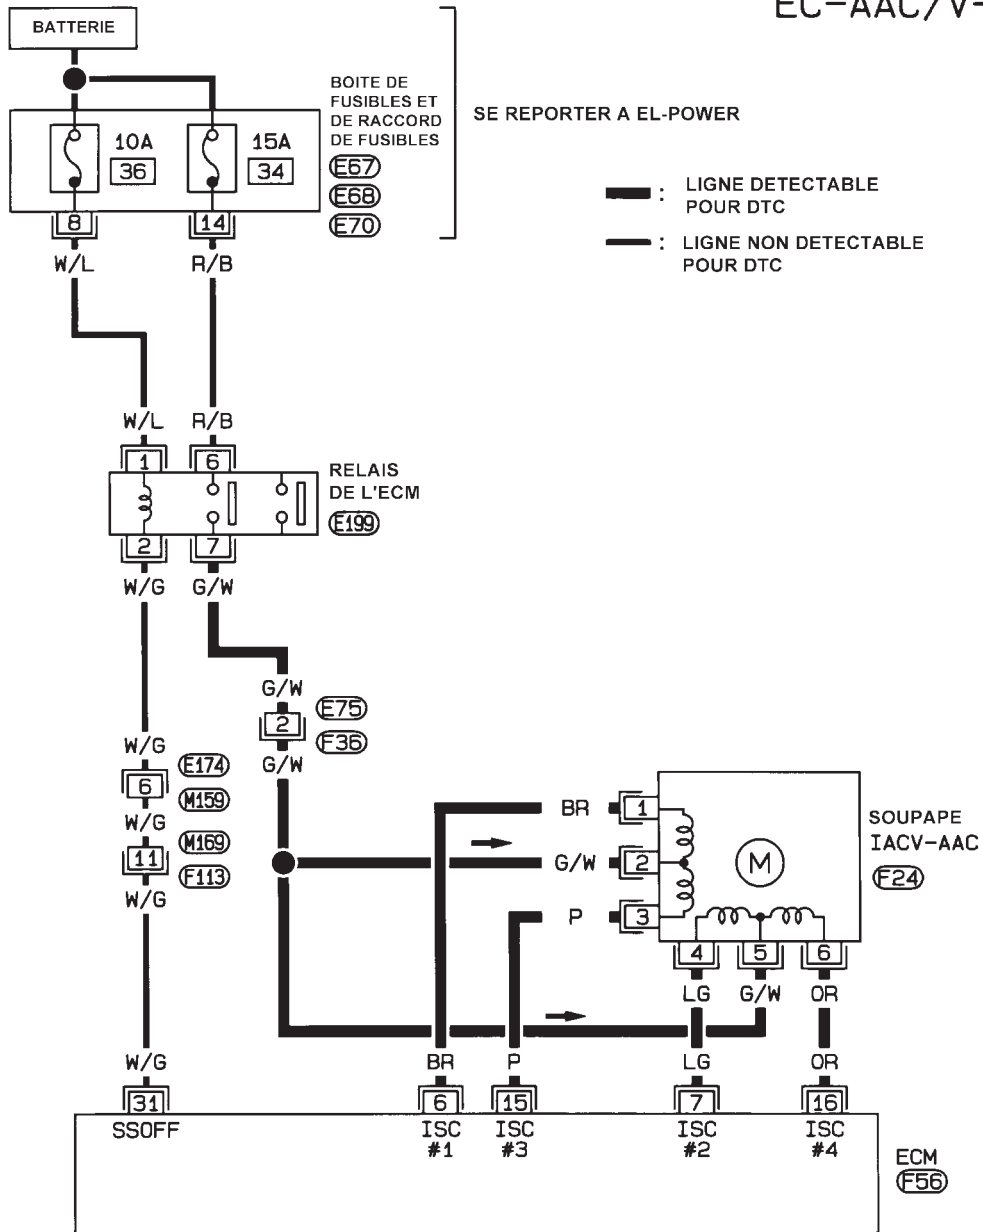 EC-AAC/V-
BATTERIE
BOITE DE
FUSIBLES ET
DE RACCORD
DE FUSIBLES
E67
E68
E70
SE REPORTER A EL-POWER
10A
36
15A
34
8
14
W/L
R/B
: LIGNE DETECTABLE
POUR DTC
: LIGNE NON DETECTABLE
POUR DTC
W/L
R/B
1
6
RELAIS
DE L'ECM
E199
2
7
W/G
G/W
G/W
2
E75
F36
G/W
W/G
6
E174
M159
W/G
11
M169
F113
W/G
BR
1
G/W
2
P
3
M
SOUPAPE
IACV-AAC
F24
4
5
6
LG
G/W
OR
W/G
BR
P
LG
OR
31
6
15
7
16
SSOFF
ISC
#1
ISC
#3
ISC
#2
ISC
#4
ECM
F56